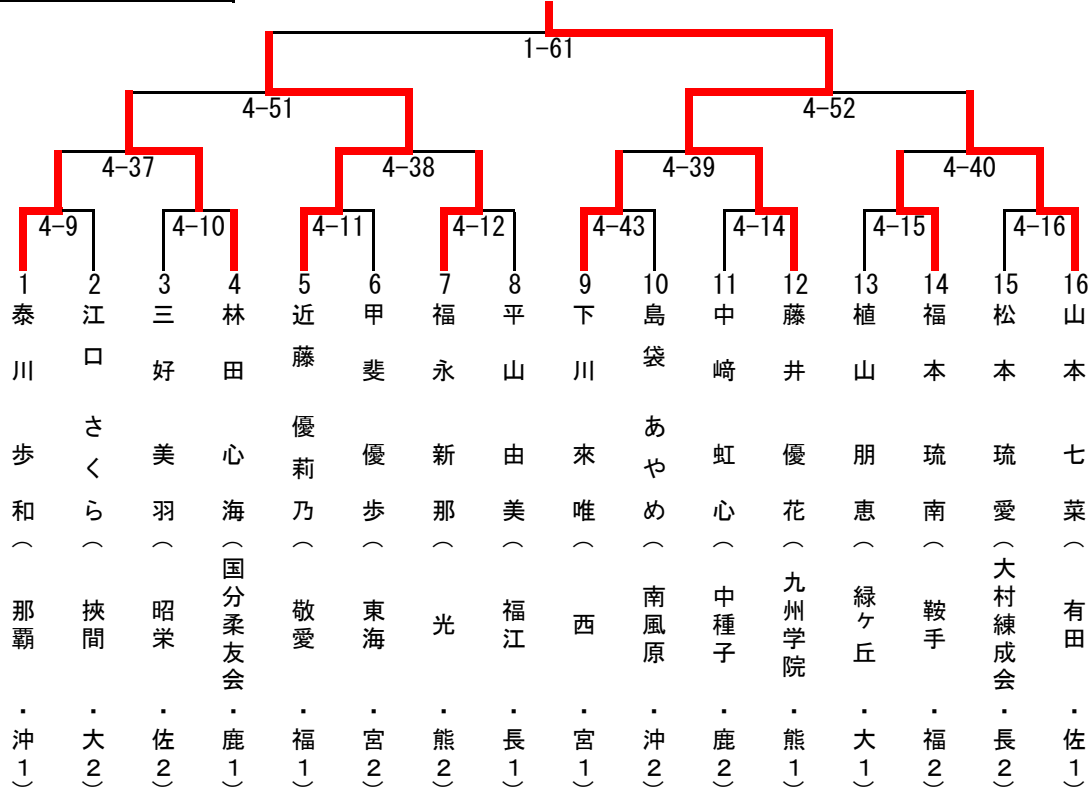 1-61
4-51
4-52
4-37
4-38
4-39
4-40
4-9
4-10
4-11
4-12
4-43
4-14
4-15
4-16
1 泰川 歩和（那覇・沖1）
2 江口 さくら（挾間・大2）
3 三好 美羽（昭栄・佐2）
4 林田 心海（国分柔友会・鹿1）
5 近藤 優莉乃（敬愛・福1）
6 甲斐 優歩（東海・宮2）
7 福永 新那（光・熊2）
8 平山 由美（福江・長1）
9 下川 來唯（西・宮1）
10 島袋 あやめ（南風原・沖2）
11 中﨑 虹心（中種子・鹿2）
12 藤井 優花（九州学院・熊1）
13 植山 朋恵（緑ヶ丘・大1）
14 福本 琉南（鞍手・福2）
15 松本 琉愛（大村練成会・長2）
16 山本 七菜（有田・佐1）